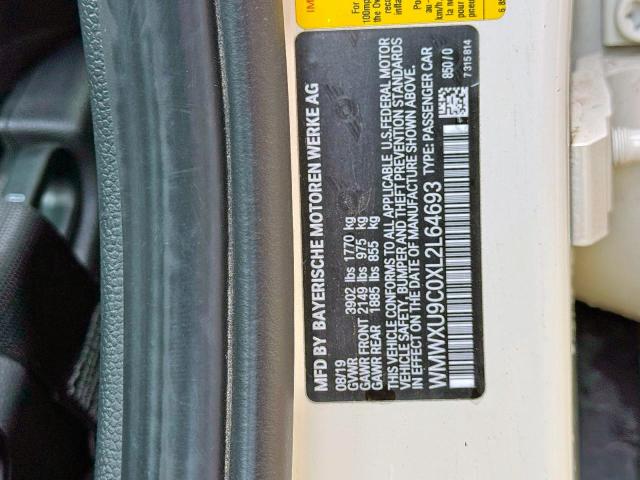 MFD BY BAYERISCHE MOTOREN WERKE AG
08/19
GVWR 3902 lbs 1770 kg
GAWR FRONT 2149 lbs 975 kg
GAWR REAR 1885 lbs 855 kg
THIS VEHICLE CONFORMS TO ALL APPLICABLE U.S.FEDERAL MOTOR
VEHICLE SAFETY, BUMPER AND THEFT PREVENTION STANDARDS
IN EFFECT ON THE DATE OF MANUFACTURE SHOWN ABOVE.
WMWXU9C0XL2L64693 TYPE: PASSENGER CAR
850/0
7 315 814